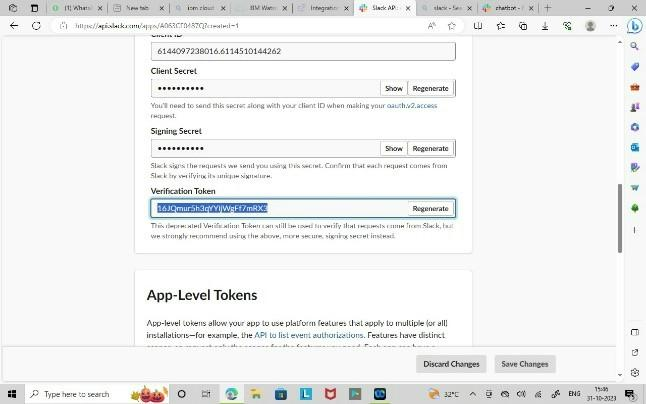 (1) Whats
New tab
ibm cloud
IBM Wats
Integration
Slack API:
slack - Sea
chatbot -
https://api.slack.com/apps/A063CF0487Q?created=1
Client ID
6144097238016.6114510144262
Client Secret
Show
Regenerate
You'll need to send this secret along with your client ID when making your oauth.v2.access
request.
Signing Secret
Show
Regenerate
Slack signs the requests we send you using this secret. Confirm that each request comes from
Slack by verifying its unique signature.
Verification Token
Regenerate
This deprecated Verification Token can still be used to verify that requests come from Slack, but
we strongly recommend using the above, more secure, signing secret instead.
App-Level Tokens
App-level tokens allow your app to use platform features that apply to multiple (or all)
installations—for example, the API to list event authorizations. Features have distinct
Discard Changes
Save Changes
Type here to search
32°C
ENG
15:46
31-10-2023